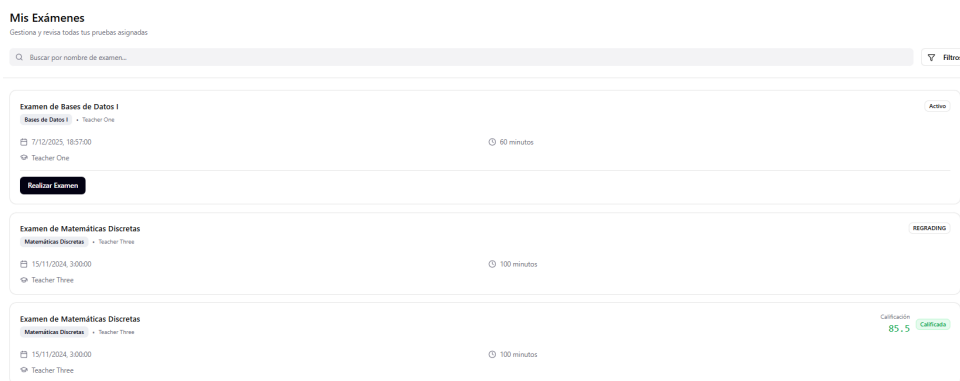 Mis Exámenes
Gestiona y revisa todas tus pruebas asignadas
Buscar por nombre de examen...
Filtros
Examen de Bases de Datos I
Activo
Bases de Datos I • Teacher One
7/12/2025, 18:57:00
60 minutos
Teacher One
Realizar Examen
Examen de Matemáticas Discretas
REGRADING
Matemáticas Discretas • Teacher Three
15/11/2024, 3:00:00
100 minutos
Teacher Three
Examen de Matemáticas Discretas
Calificación
85.5
Calificada
Matemáticas Discretas • Teacher Three
15/11/2024, 3:00:00
100 minutos
Teacher Three